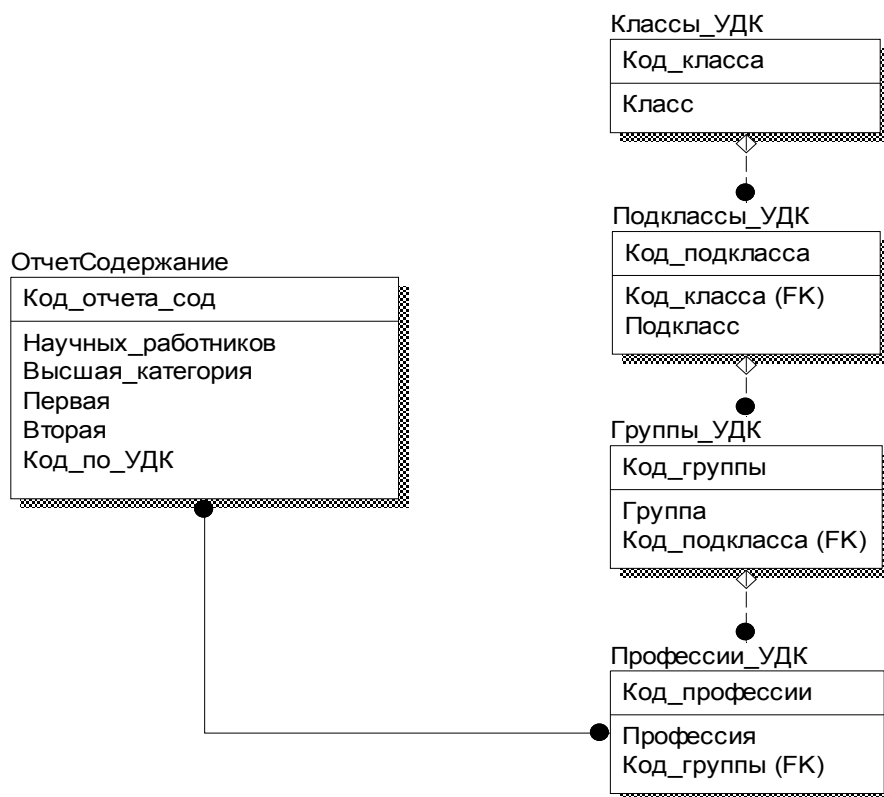 Классы_УДК
Код_класса
Класс
Подклассы_УДК
Код_подкласса
Код_класса (FK)
Подкласс
ОтчетСодержание
Код_отчета_сод
Научных_работников
Высшая_категория
Первая
Вторая
Код_по_УДК
Группы_УДК
Код_группы
Группа
Код_подкласса (FK)
Профессии_УДК
Код_профессии
Профессия
Код_группы (FK)